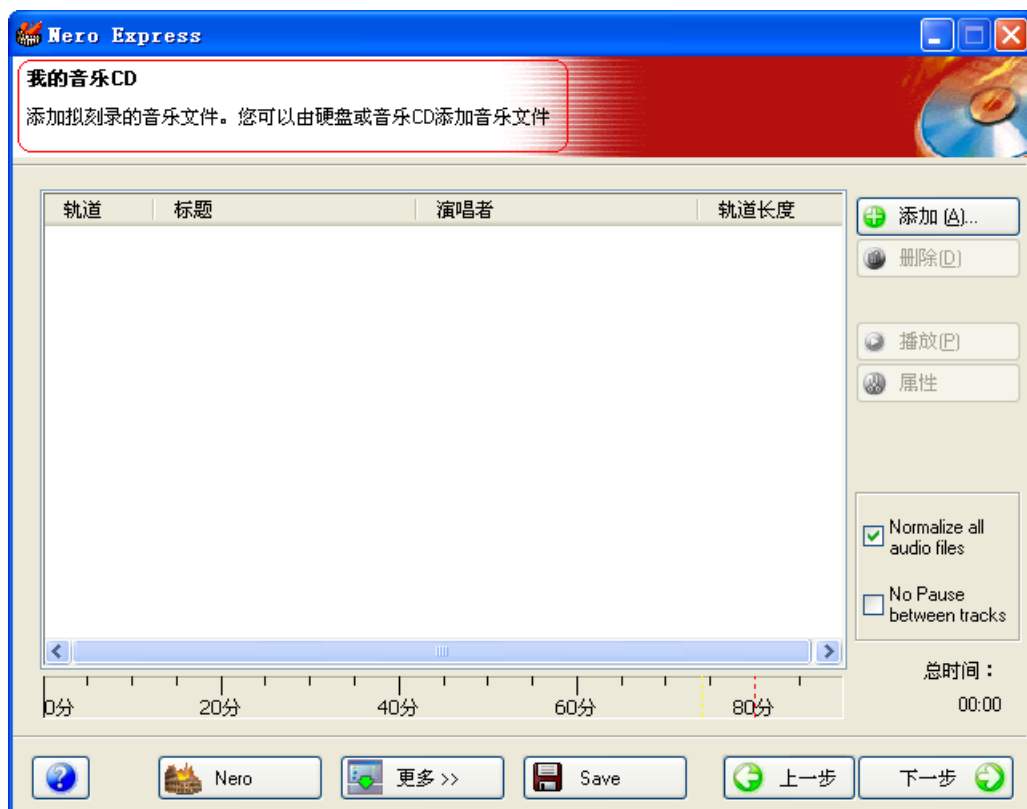 Nero Express
我的音乐CD
添加拟刻录的音乐文件。您可以由硬盘或音乐CD添加音乐文件
轨道 标题 演唱者 轨道长度
添加(A)...
删除(D)
播放(P)
属性
Normalize all
audio files
No Pause
between tracks
总时间：
00:00
0分 20分 40分 60分 80分
Nero 更多>> Save 上一步 下一步